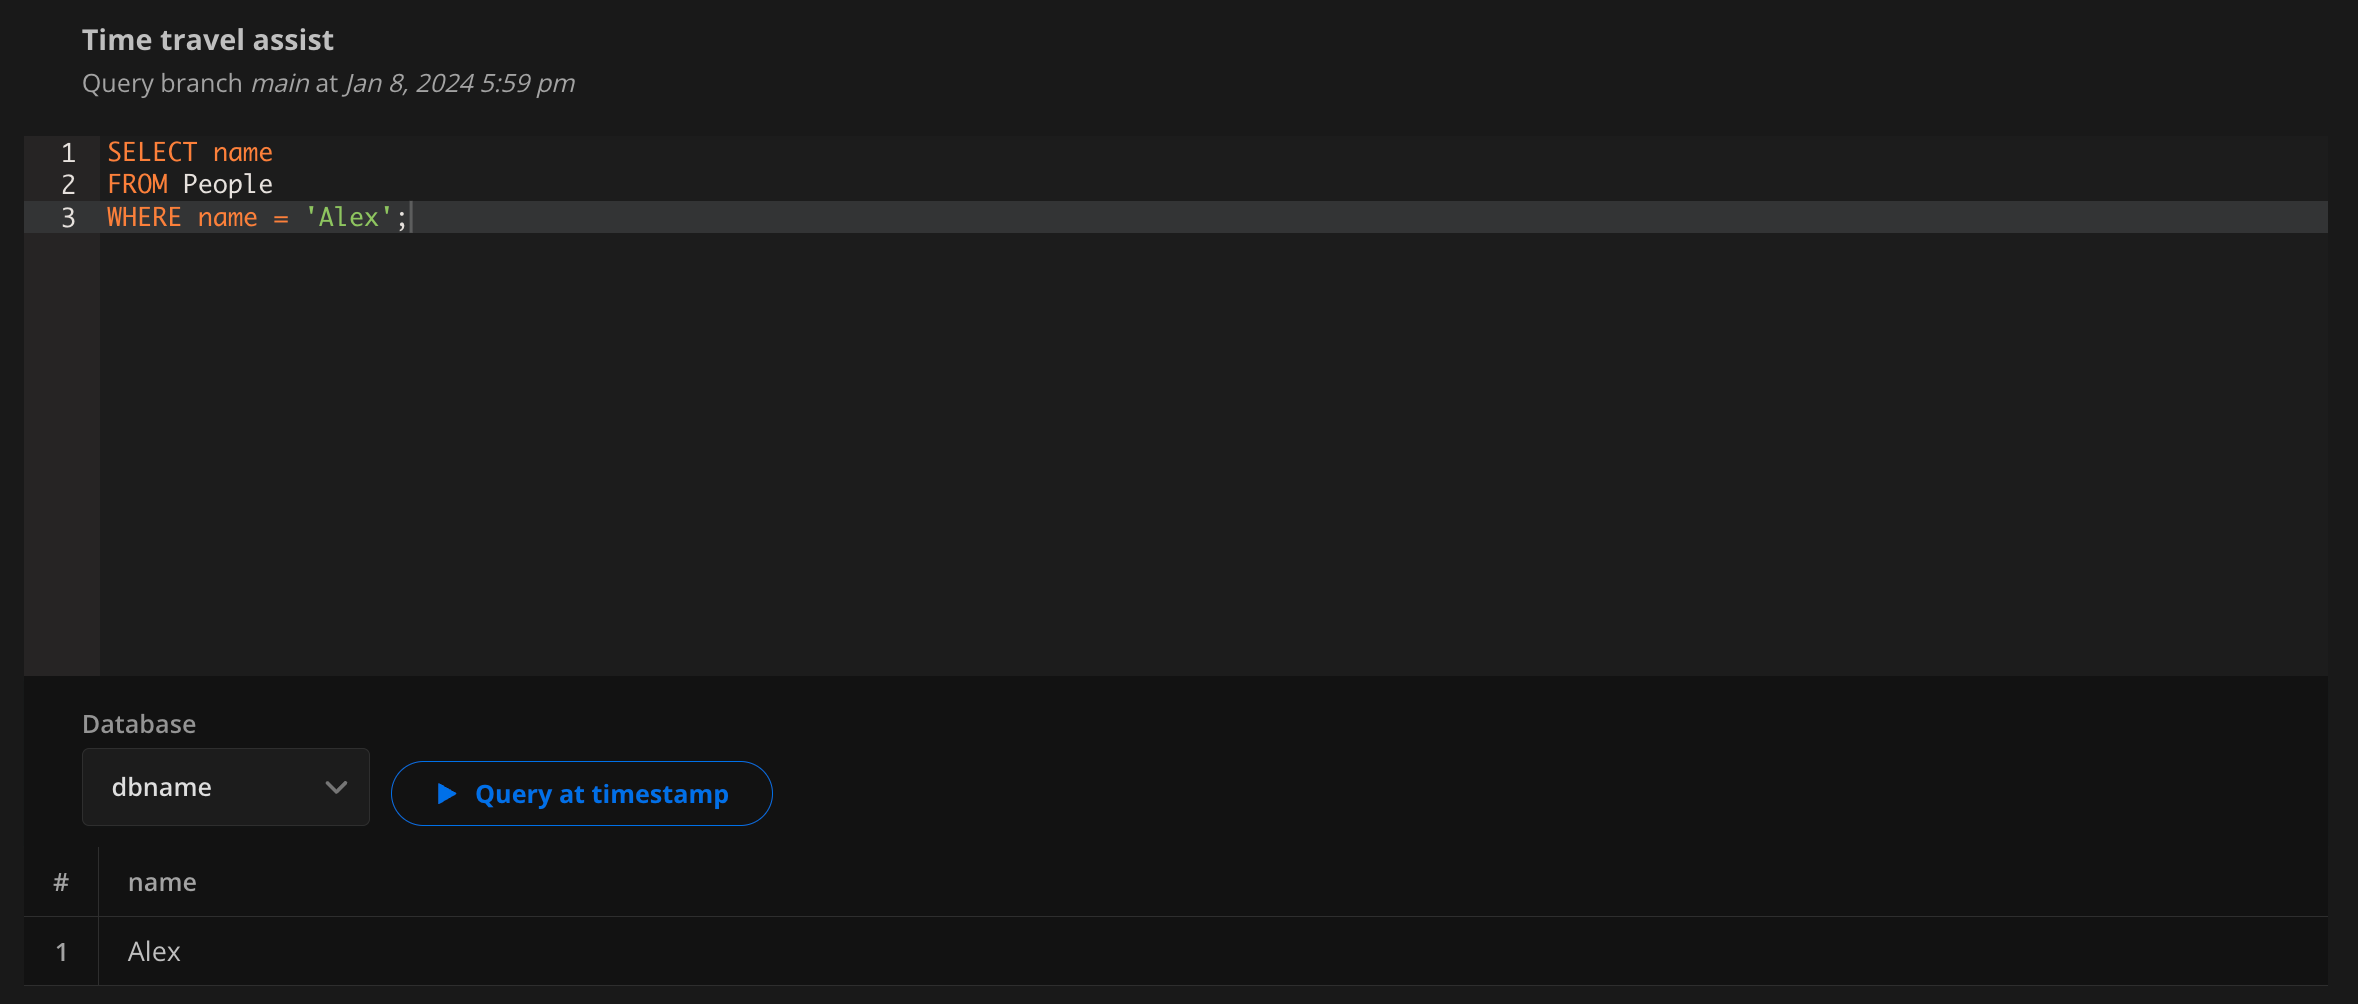 Time travel assist
Query branch main at Jan 8, 2024 5:59 pm
1 SELECT name
2 FROM People
3 WHERE name = 'Alex';
Database
dbname
Query at timestamp
# name
1 Alex